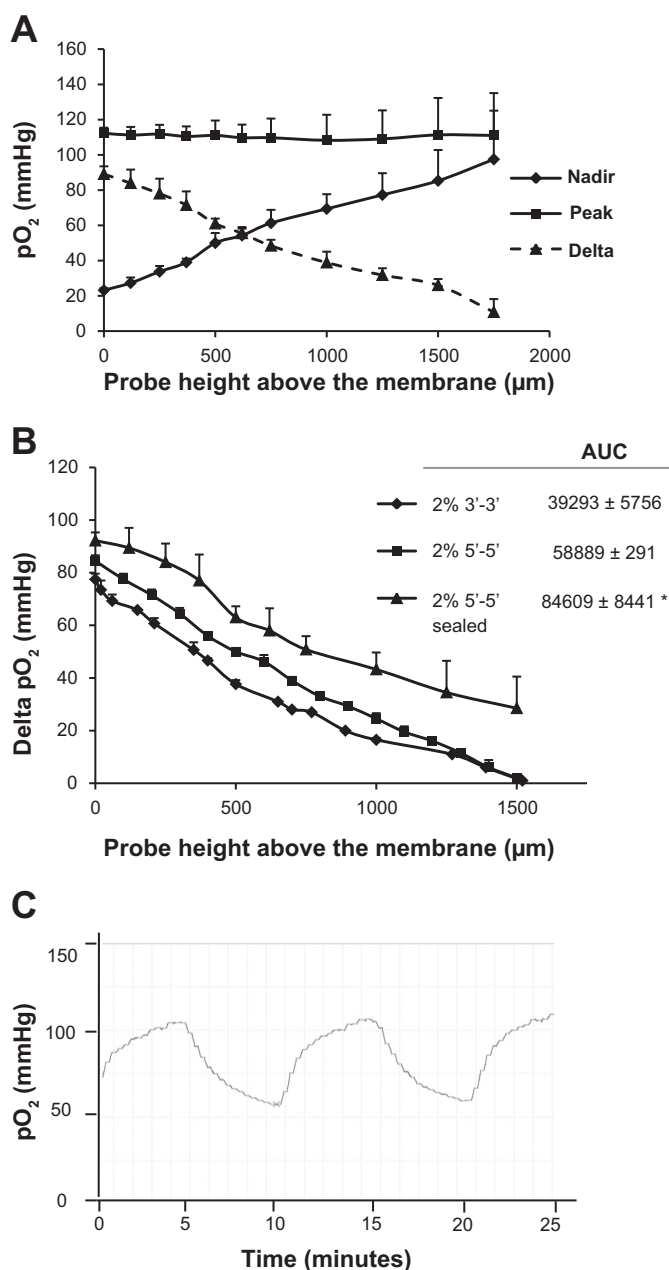 A
160
140
120
100
80
60
40
20
0
pO2 (mmHg)
Nadir
Peak
Delta
0 500 1000 1500 2000
Probe height above the membrane (µm)
B
120
100
80
60
40
20
0
Delta pO2 (mmHg)
AUC
2% 3'-3' 39293 ± 5756
2% 5'-5' 58889 ± 291
2% 5'-5' 84609 ± 8441 *
sealed
0 500 1000 1500
Probe height above the membrane (µm)
C
150
100
50
0
pO2 (mmHg)
0 5 10 15 20 25
Time (minutes)